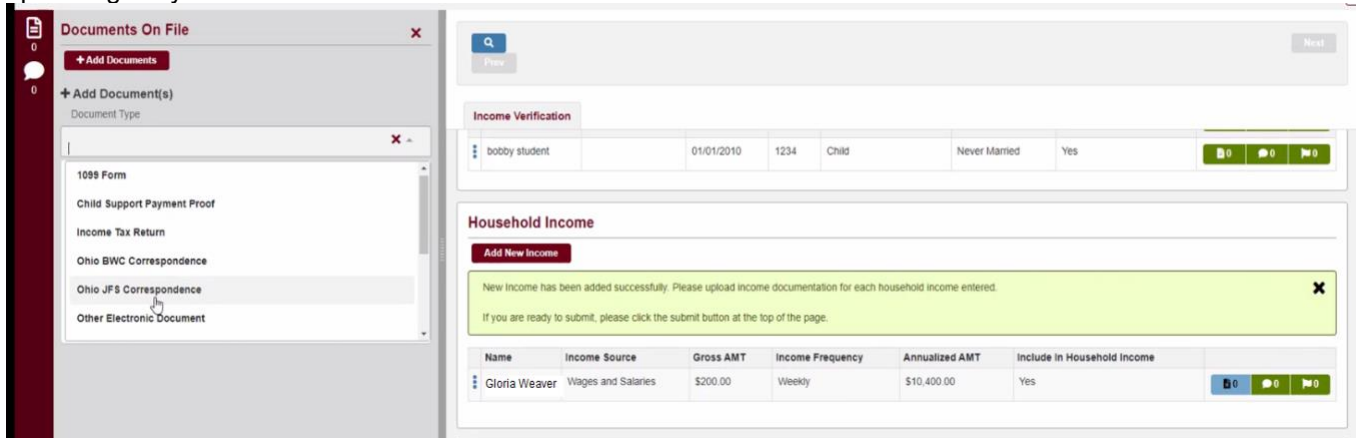 Documents On File
0
+ Add Documents
0
+ Add Document(s)
Document Type
1099 Form
Child Support Payment Proof
Income Tax Return
Ohio BWC Correspondence
Ohio JFS Correspondence
Other Electronic Document
Prev
Next
Income Verification
bobby student 01/01/2010 1234 Child Never Married Yes 0 0 0
Household Income
Add New Income
New Income has been added successfully. Please upload income documentation for each household income entered.
If you are ready to submit, please click the submit button at the top of the page.
Name Income Source Gross AMT Income Frequency Annualized AMT Include in Household Income
Gloria Weaver Wages and Salaries $200.00 Weekly $10,400.00 Yes 0 0 0